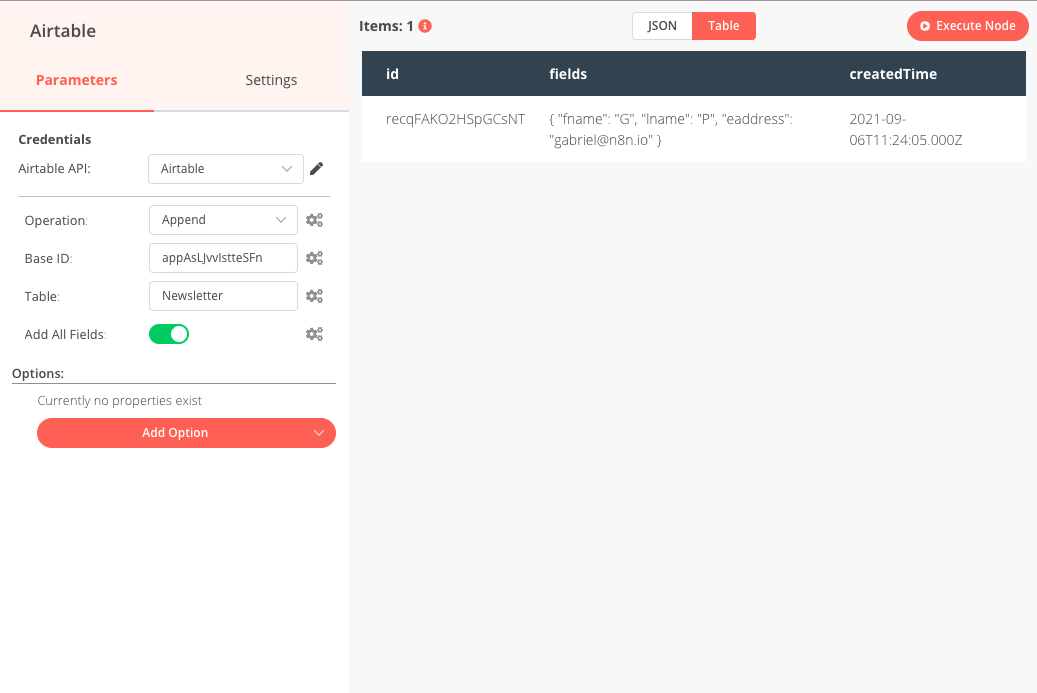 Airtable
Parameters
Settings
Credentials
Airtable API:
Airtable
Operation:
Append
Base ID:
appAsLJvvIstteSFn
Table:
Newsletter
Add All Fields:
Options:
Currently no properties exist
Add Option
Items: 1
JSON
Table
Execute Node
id
fields
createdTime
recqFAKO2HSpGCsNT
{ "fname": "G", "lname": "P", "eaddress":
"gabriel@n8n.io" }
2021-09-
06T11:24:05.000Z